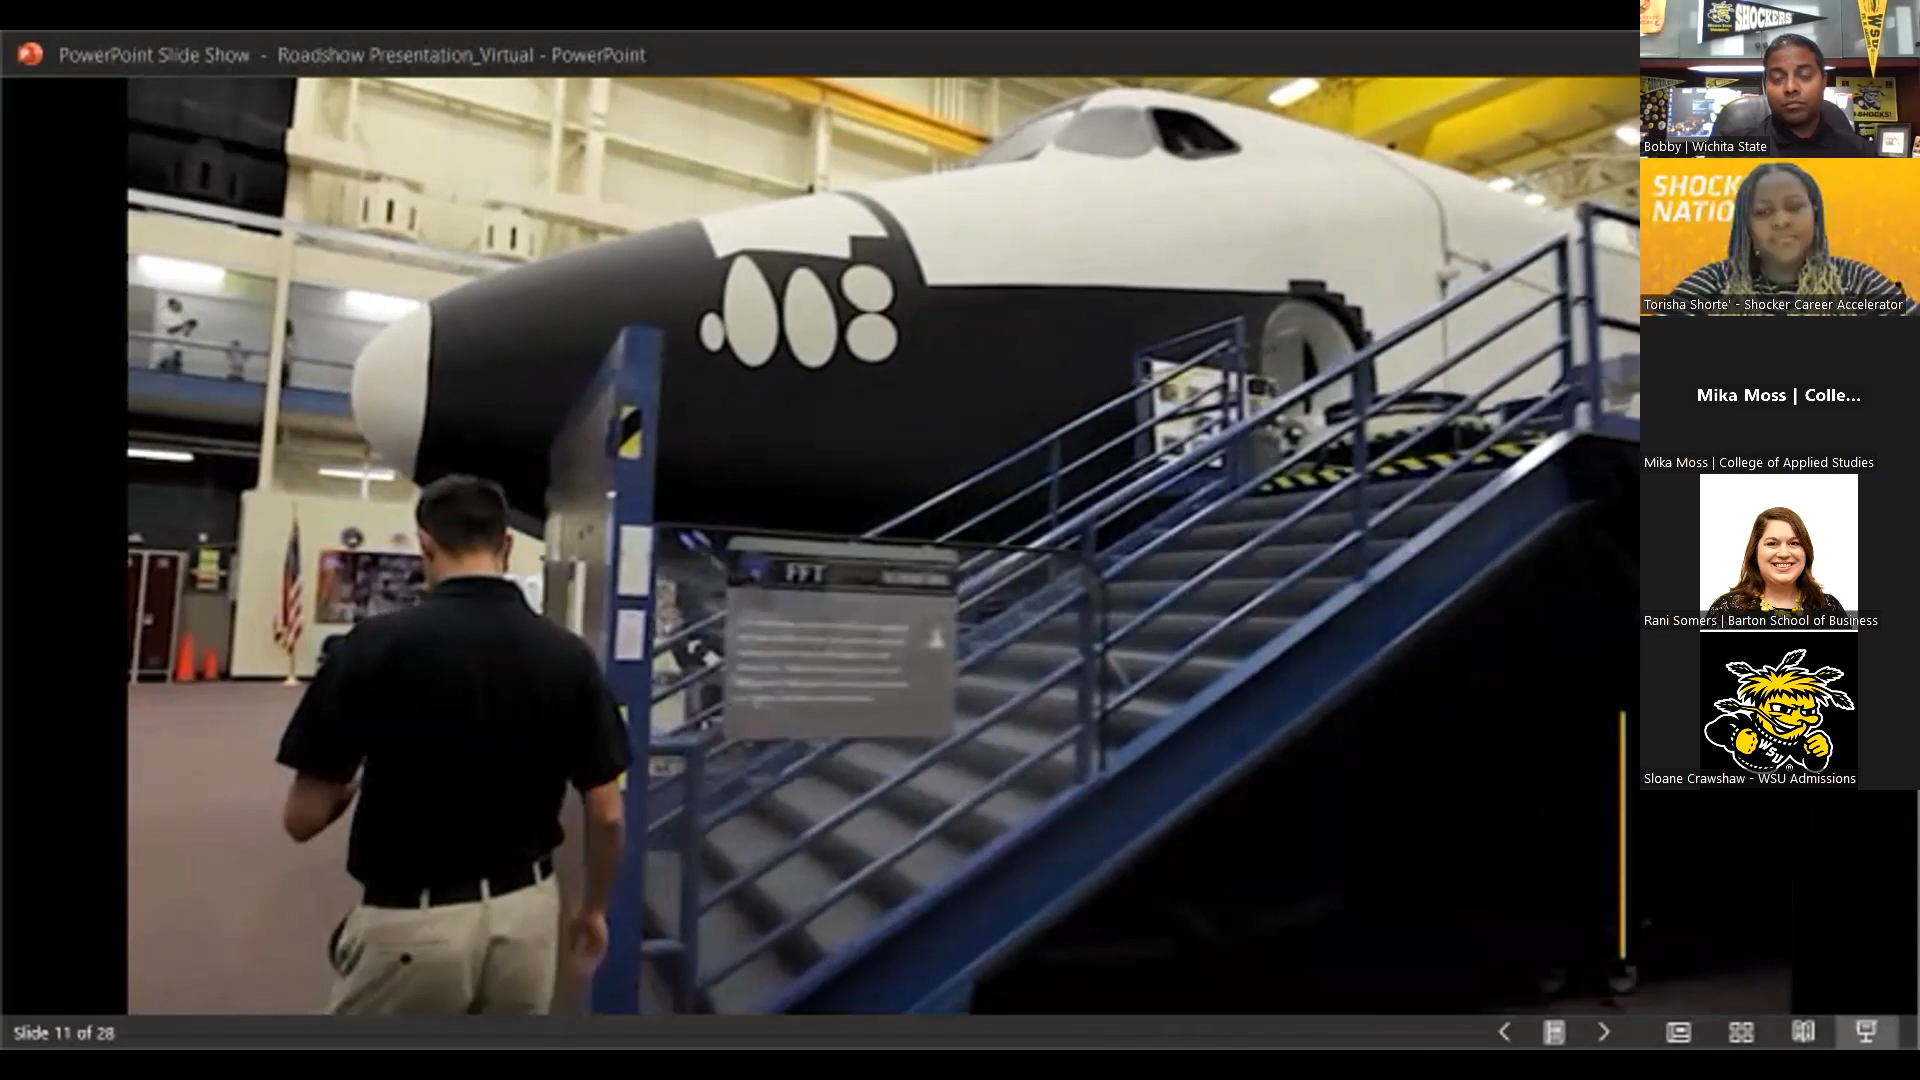 PowerPoint Slide Show - Roadshow Presentation_Virtual - PowerPoint
FFT
Slide 11 of 28
SHOCKERS
WSU
SHOCKS!
Bobby | Wichita State
SHOCK
NATIO
Torisha Shorte' - Shocker Career Accelerator
Mika Moss | Colle...
Mika Moss | College of Applied Studies
Rani Somers | Barton School of Business
WSU
Sloane Crawshaw - WSU Admissions